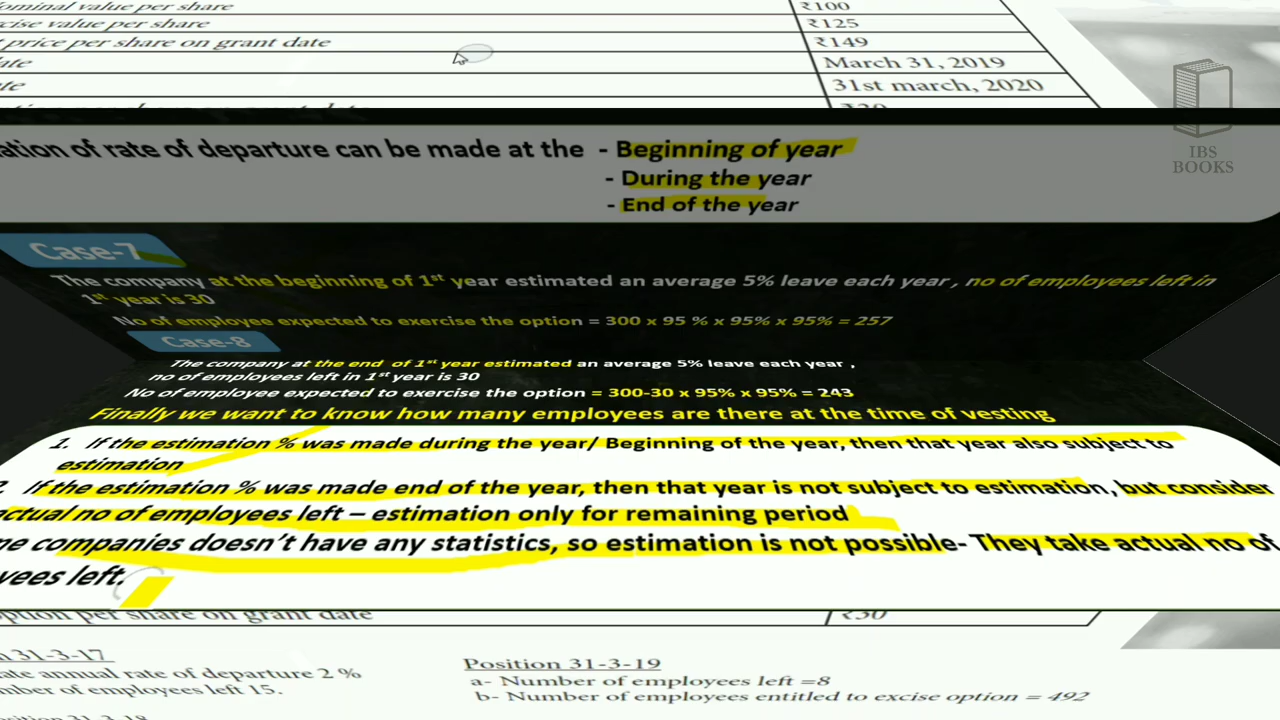 ominal value per share ₹100
cise value per share ₹125
price per share on grant date ₹149
ate March 31, 2019
te 31st march, 2020
IBS
BOOKS
ation of rate of departure can be made at the - Beginning of year
- During the year
- End of the year
Case-7
The company at the beginning of 1st year estimated an average 5% leave each year , no of employees left in
1st year is 30
No of employee expected to exercise the option = 300 x 95 % x 95% x 95% = 257
Case-8
The company at the end of 1st year estimated an average 5% leave each year ,
no of employees left in 1st year is 30
No of employee expected to exercise the option = 300-30 x 95% x 95% = 243
Finally we want to know how many employees are there at the time of vesting
1. If the estimation % was made during the year/ Beginning of the year, then that year also subject to
estimation
If the estimation % was made end of the year, then that year is not subject to estimation, but consider
actual no of employees left – estimation only for remaining period
me companies doesn't have any statistics, so estimation is not possible- They take actual no of
yees left.
option per share on grant date ₹30
n 31-3-17
ate annual rate of departure 2 %
mber of employees left 15.
Position 31-3-19
a- Number of employees left =8
b- Number of employees entitled to excise option = 492